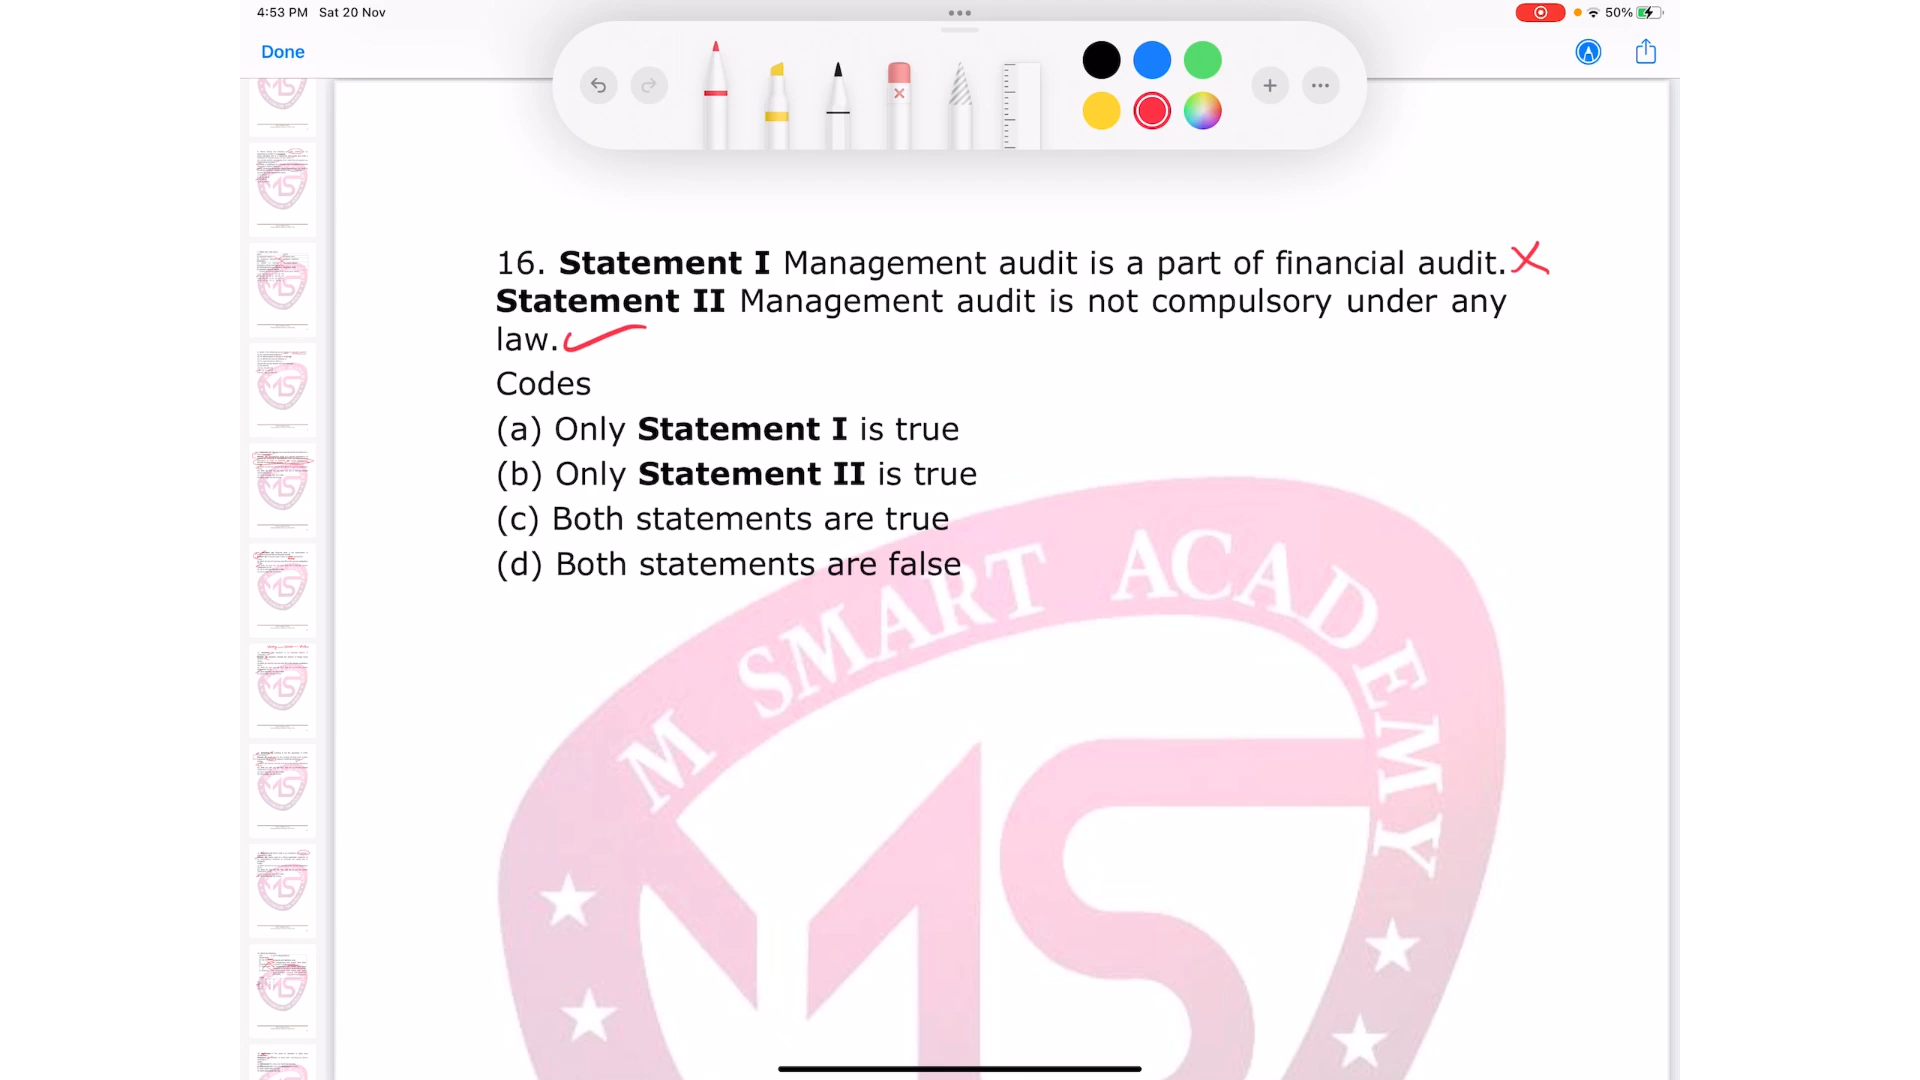 4:53 PM Sat 20 Nov
50%
Done
16. Statement I Management audit is a part of financial audit.
Statement II Management audit is not compulsory under any
law.
Codes
(a) Only Statement I is true
(b) Only Statement II is true
(c) Both statements are true
(d) Both statements are false
M SMART ACADEMY
MS